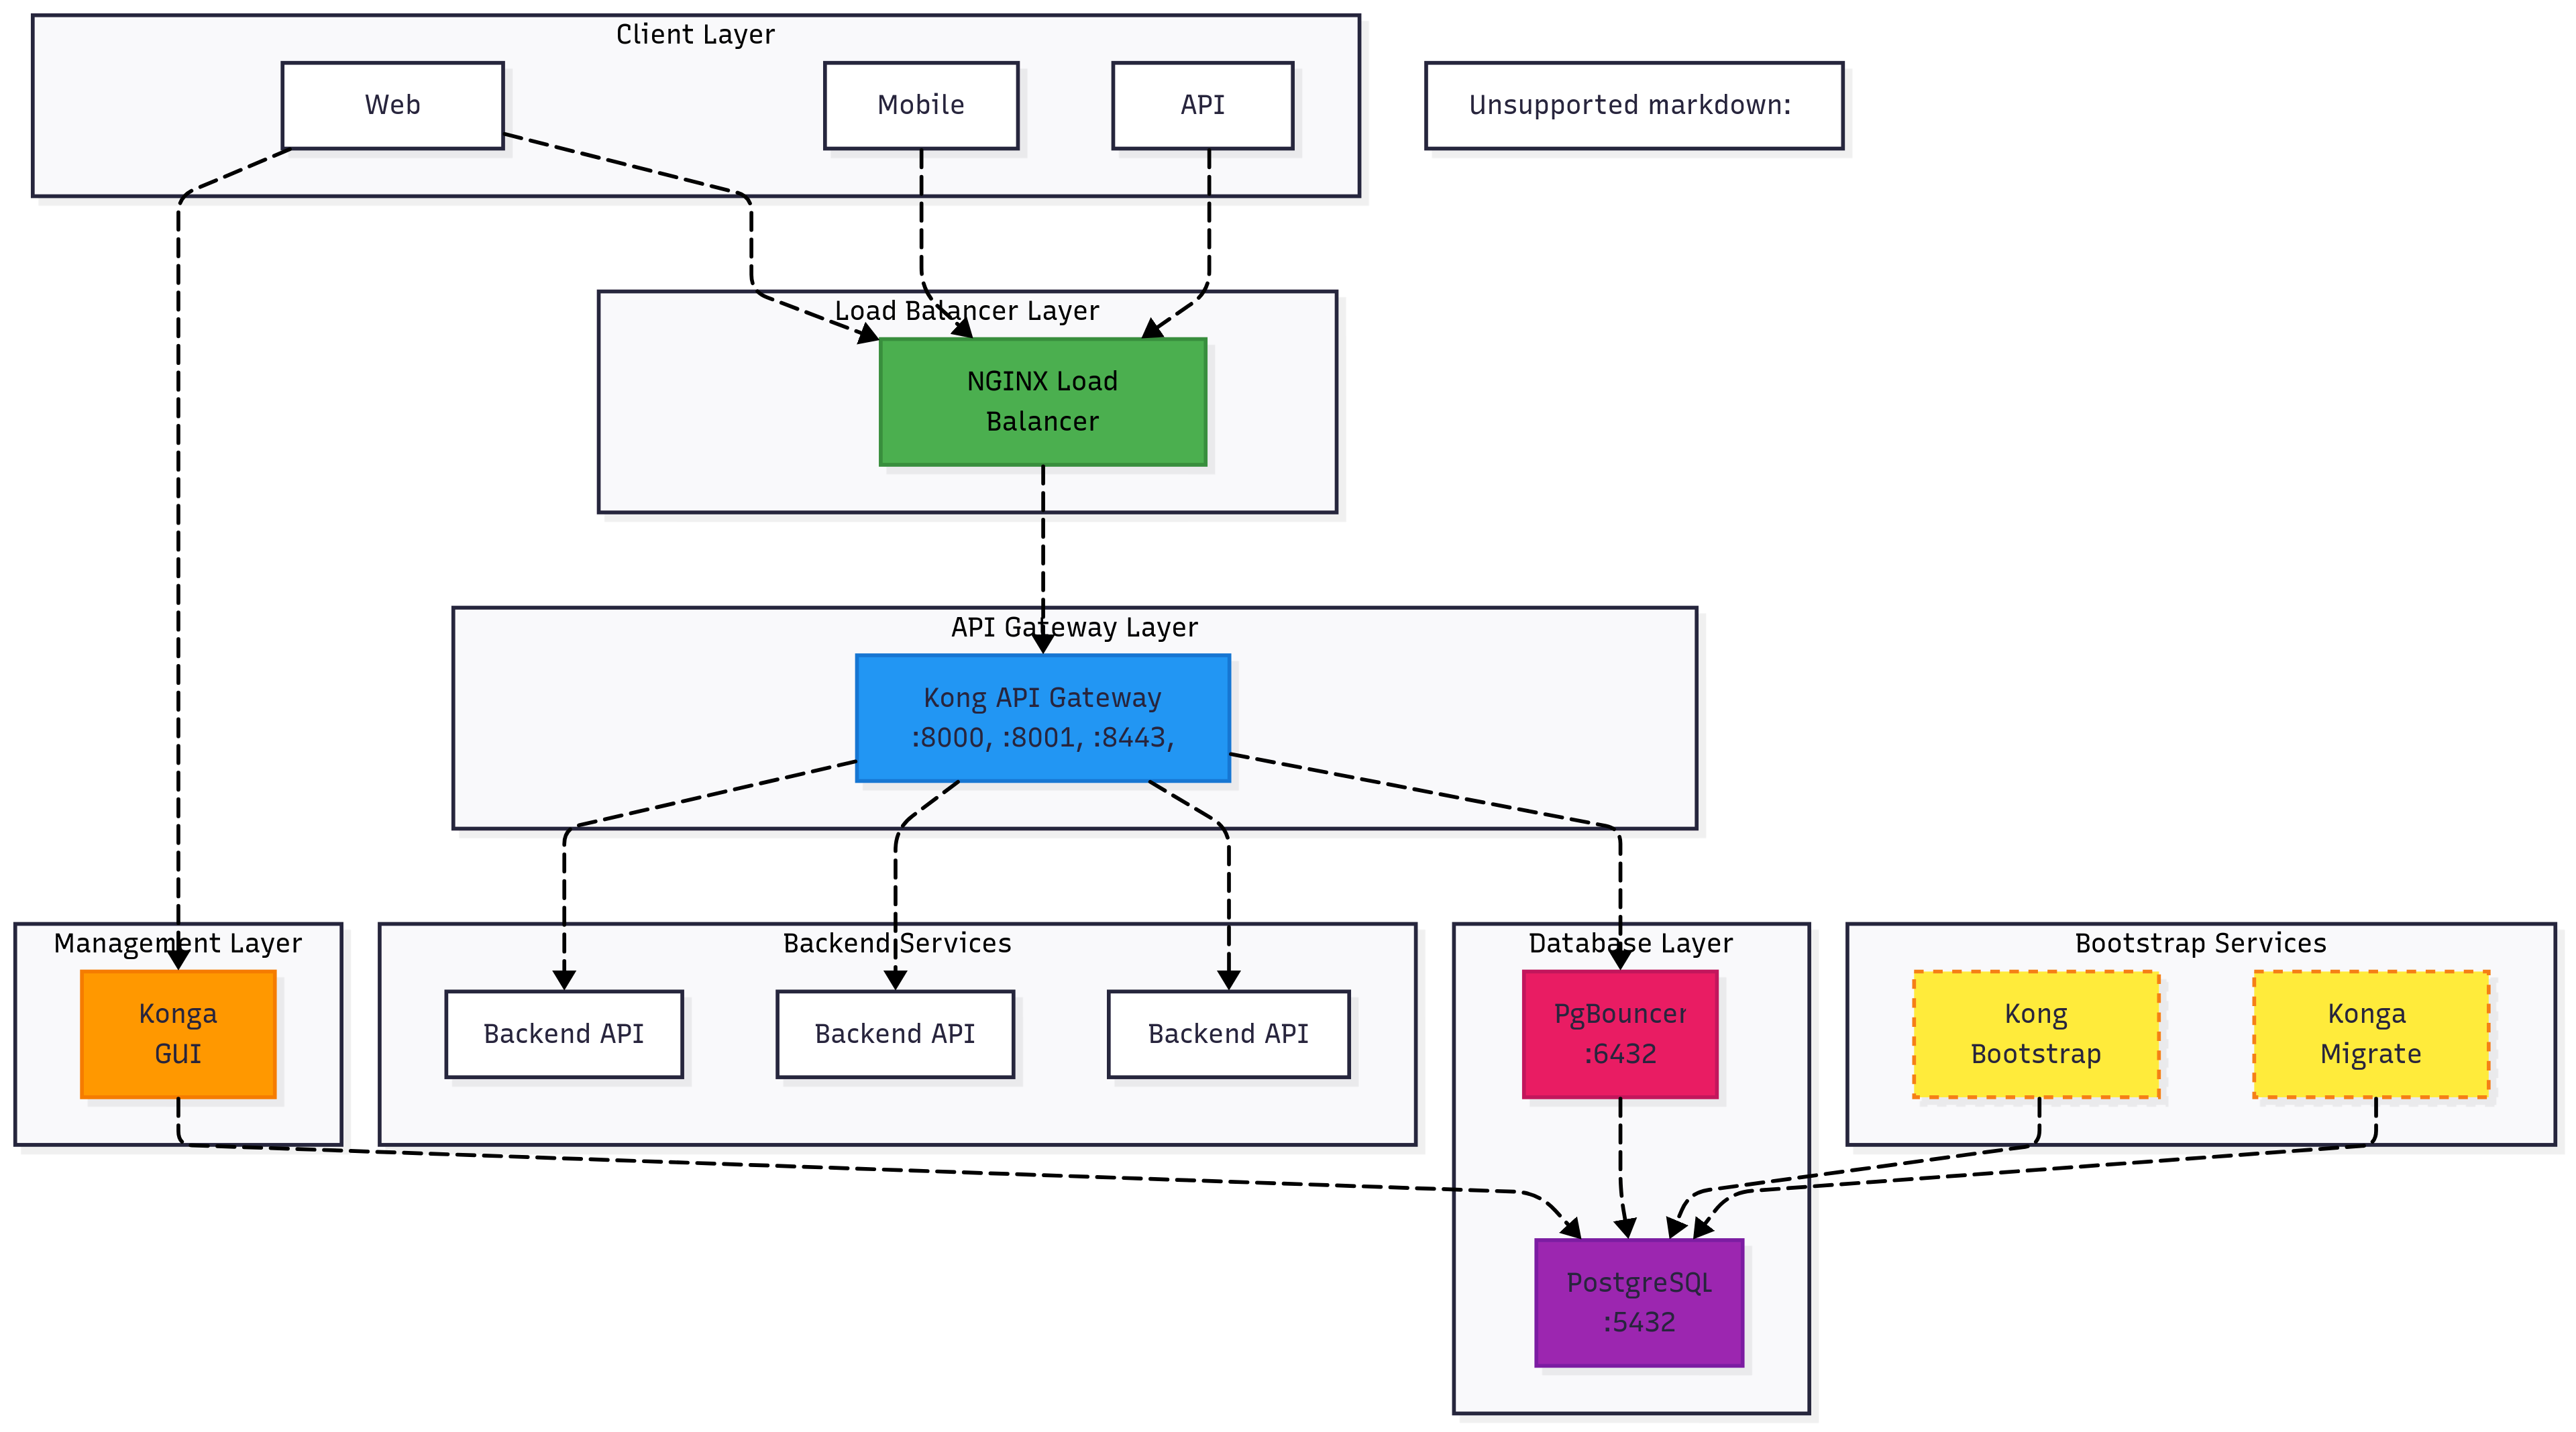 Client Layer
Web
Mobile
API
Unsupported markdown:
Load Balancer Layer
NGINX Load
Balancer
API Gateway Layer
Kong API Gateway
:8000, :8001, :8443,
Management Layer
Konga
GUI
Backend Services
Backend API
Backend API
Backend API
Database Layer
PgBouncer
:6432
PostgreSQL
:5432
Bootstrap Services
Kong
Bootstrap
Konga
Migrate